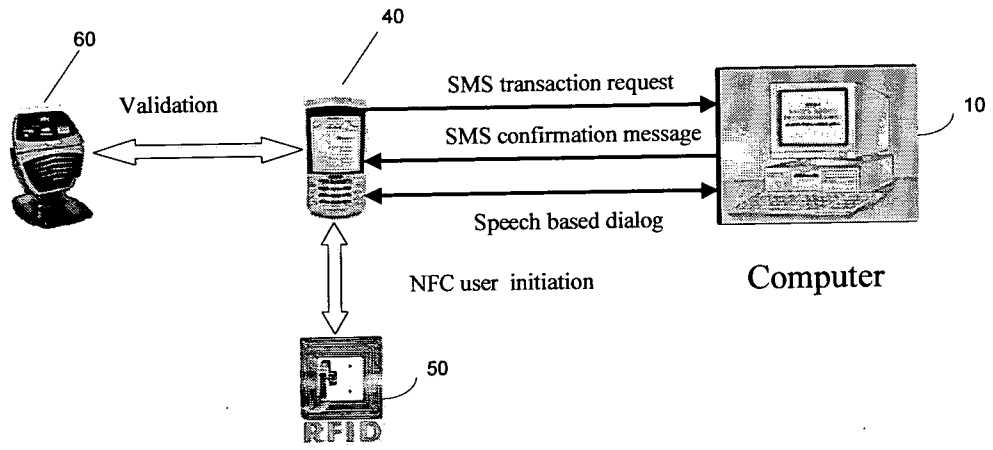 60
40
Validation
SMS transaction request
10
SMS confirmation message
Speech based dialog
Computer
NFC user initiation
50
RFID